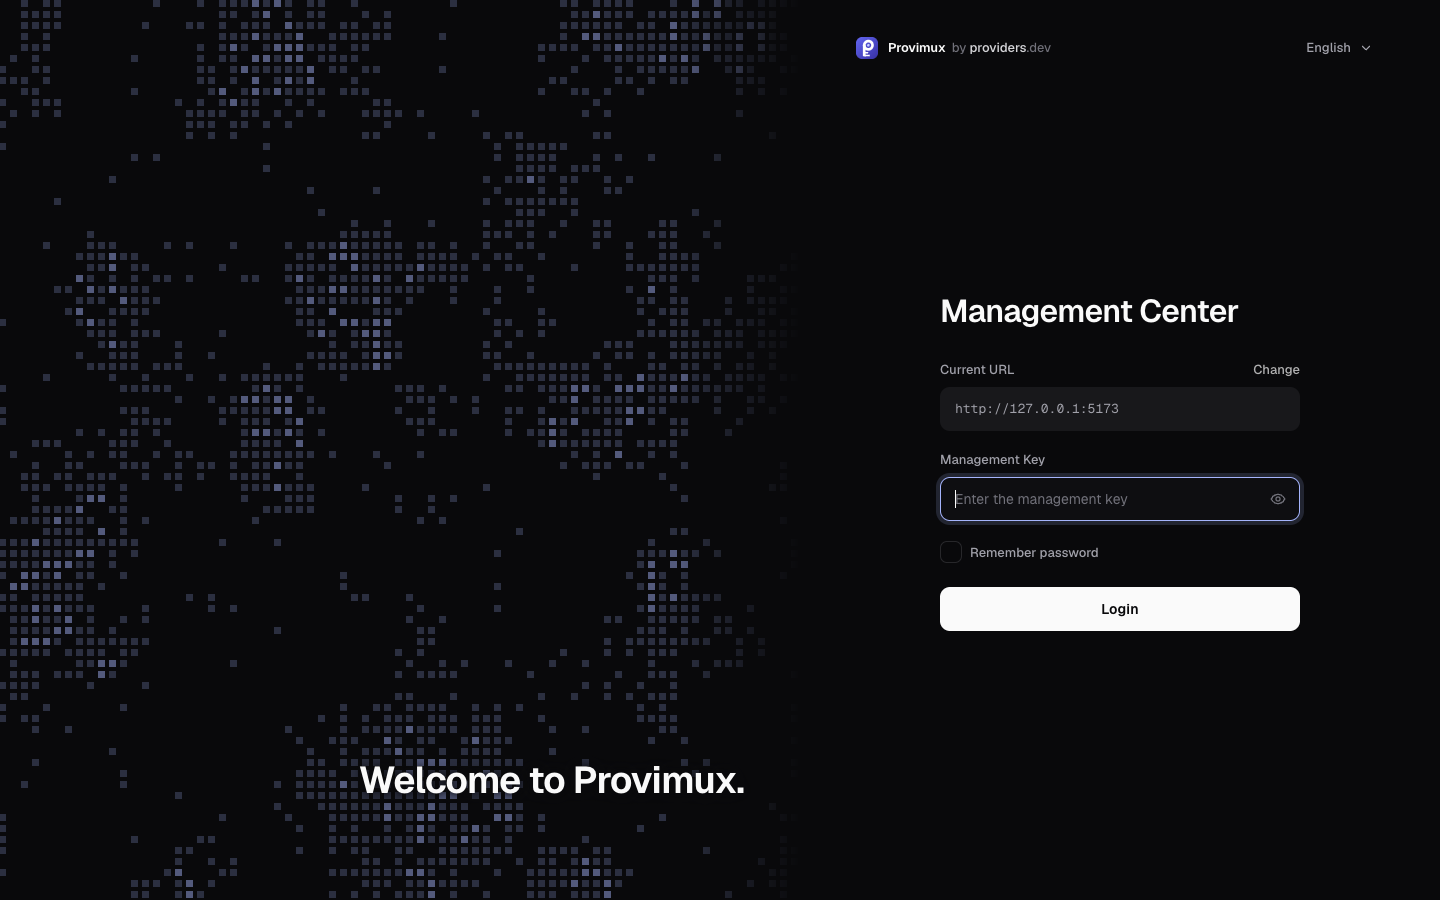 Provimux by providers.dev
English
Management Center
Current URL
Change
http://127.0.0.1:5173
Management Key
Enter the management key
Remember password
Login
Welcome to Provimux.